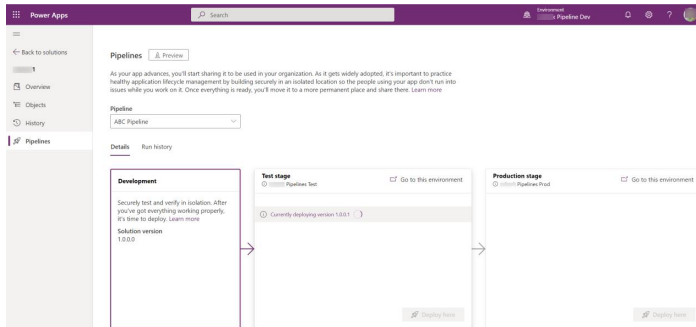 Power Apps
Search
Environment
s Pipeline Dev
Back to solutions
1
Overview
Objects
History
Pipelines
Pipelines
Preview
As your app advances, you'll start sharing it to be used in your organization. As it gets widely adopted, it's important to practice
healthy application lifecycle management by building securely in an isolated location so the people using your app don't run into
issues while you work on it. Once everything is ready, you'll move it to a more permanent place and share there. Learn more
Pipeline
ABC Pipeline
Details Run history
Development
Securely test and verify in isolation. After
you've got everything working properly,
it's time to deploy. Learn more
Solution version
1.0.0.0
Test stage
Pipelines Test
Go to this environment
Currently deploying version 1.0.0.1
Deploy here
Production stage
Pipelines Prod
Go to this environment
Deploy here